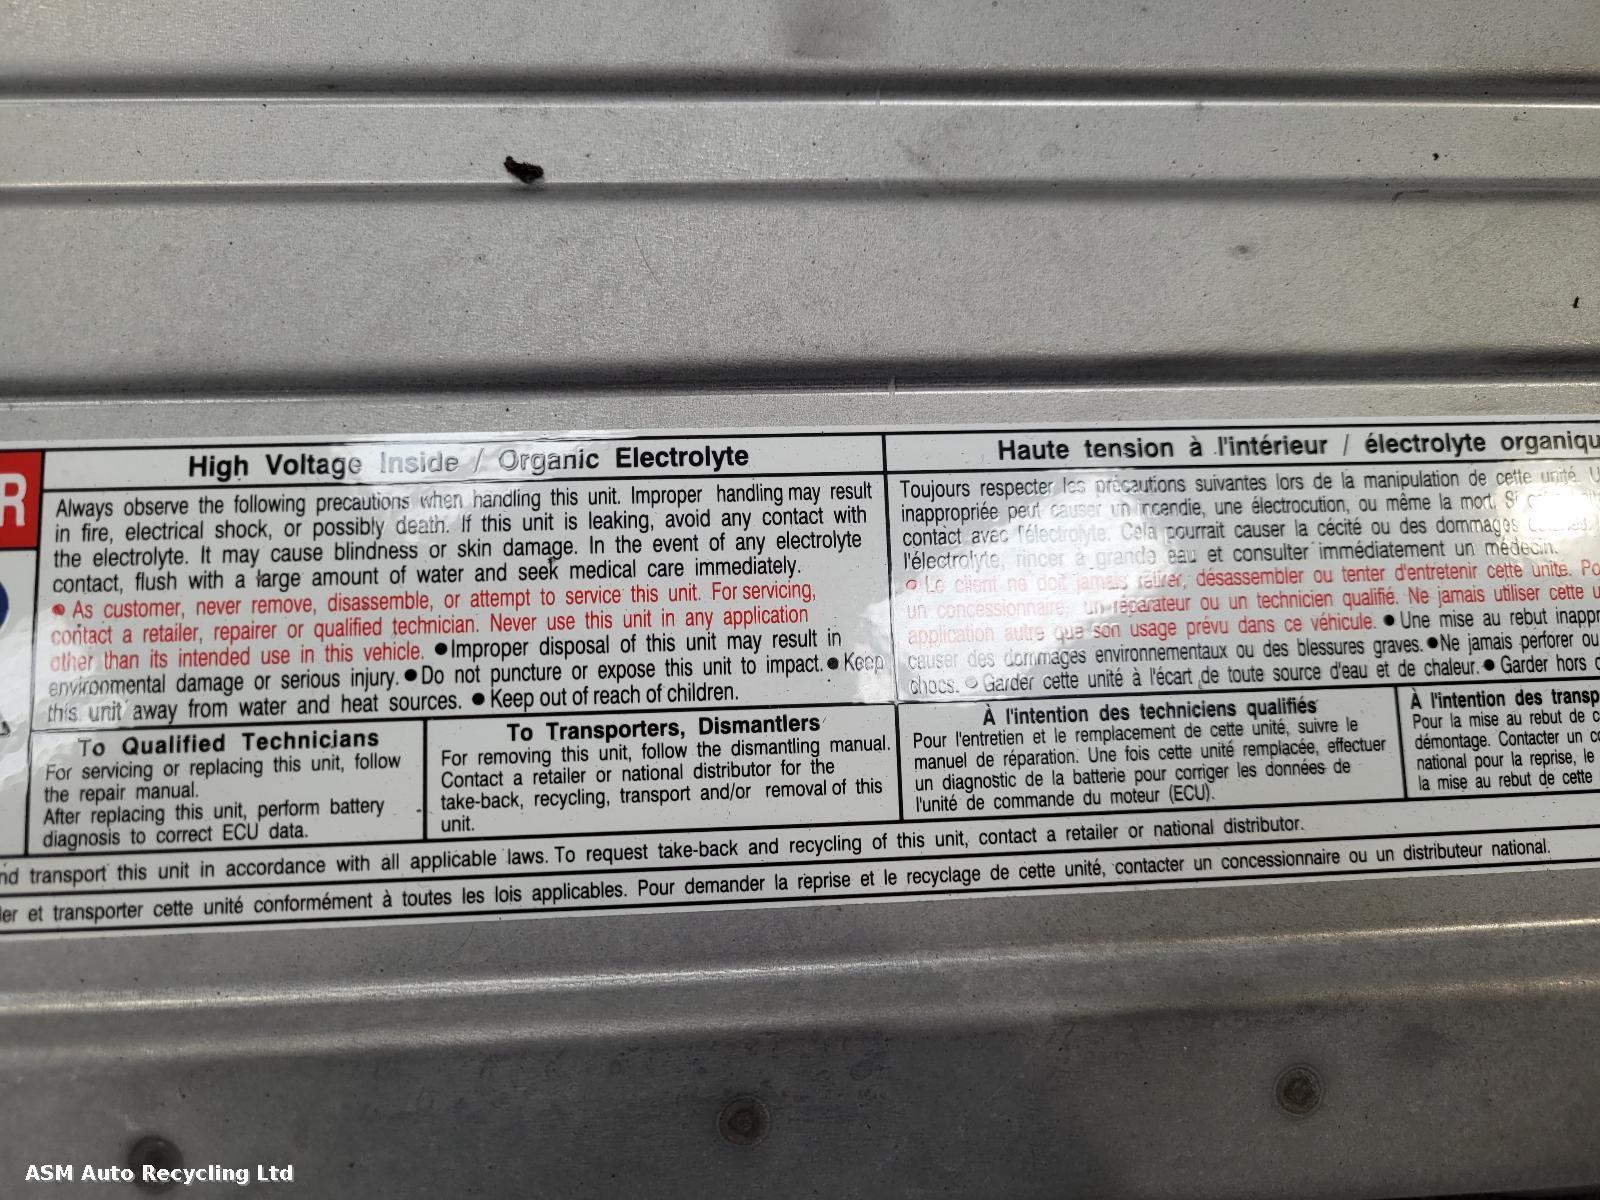 R
High Voltage Inside / Organic Electrolyte
Always observe the following precautions when handling this unit. Improper handling may result
in fire, electrical shock, or possibly death. If this unit is leaking, avoid any contact with
the electrolyte. It may cause blindness or skin damage. In the event of any electrolyte
contact, flush with a large amount of water and seek medical care immediately.
● As customer, never remove, disassemble, or attempt to service this unit. For servicing,
contact a retailer, repairer or qualified technician. Never use this unit in any application
other than its intended use in this vehicle. ●Improper disposal of this unit may result in
environmental damage or serious injury. ●Do not puncture or expose this unit to impact. ● Keep
this unit away from water and heat sources. ● Keep out of reach of children.
To Qualified Technicians
For servicing or replacing this unit, follow
the repair manual.
After replacing this unit, perform battery
diagnosis to correct ECU data.
To Transporters, Dismantlers
For removing this unit, follow the dismantling manual.
Contact a retailer or national distributor for the
take-back, recycling, transport and/or removal of this
unit.
Haute tension à l'intérieur / électrolyte organiqu
Toujours respecter les précautions suivantes lors de la manipulation de cette unité. U
inappropriée peut causer un incendie, une électrocution, ou même la mort. Si
contact avec l'électrolyte. Cela pourrait causer la cécité ou des dommages
l'électrolyte, rincer à grande eau et consulter immédiatement un médecin.
● Le client ne doit jamais retirer, désassembler ou tenter d'entretenir cette unité. Po
un concessionnaire, un réparateur ou un technicien qualifié. Ne jamais utiliser cette u
application autre que son usage prévu dans ce véhicule. ● Une mise au rebut inappr
causer des dommages environnementaux ou des blessures graves. ●Ne jamais perforer ou
chocs. ● Garder cette unité à l'écart de toute source d'eau et de chaleur. ● Garder hors d
À l'intention des techniciens qualifiés
Pour l'entretien et le remplacement de cette unité, suivre le
manuel de réparation. Une fois cette unité remplacée, effectuer
un diagnostic de la batterie pour corriger les données de
l'unité de commande du moteur (ECU).
À l'intention des transp
Pour la mise au rebut de c
démontage. Contacter un co
national pour la reprise, le
la mise au rebut de cette
nd transport this unit in accordance with all applicable laws. To request take-back and recycling of this unit, contact a retailer or national distributor.
er et transporter cette unité conformément à toutes les lois applicables. Pour demander la reprise et le recyclage de cette unité, contacter un concessionnaire ou un distributeur national.
ASM Auto Recycling Ltd